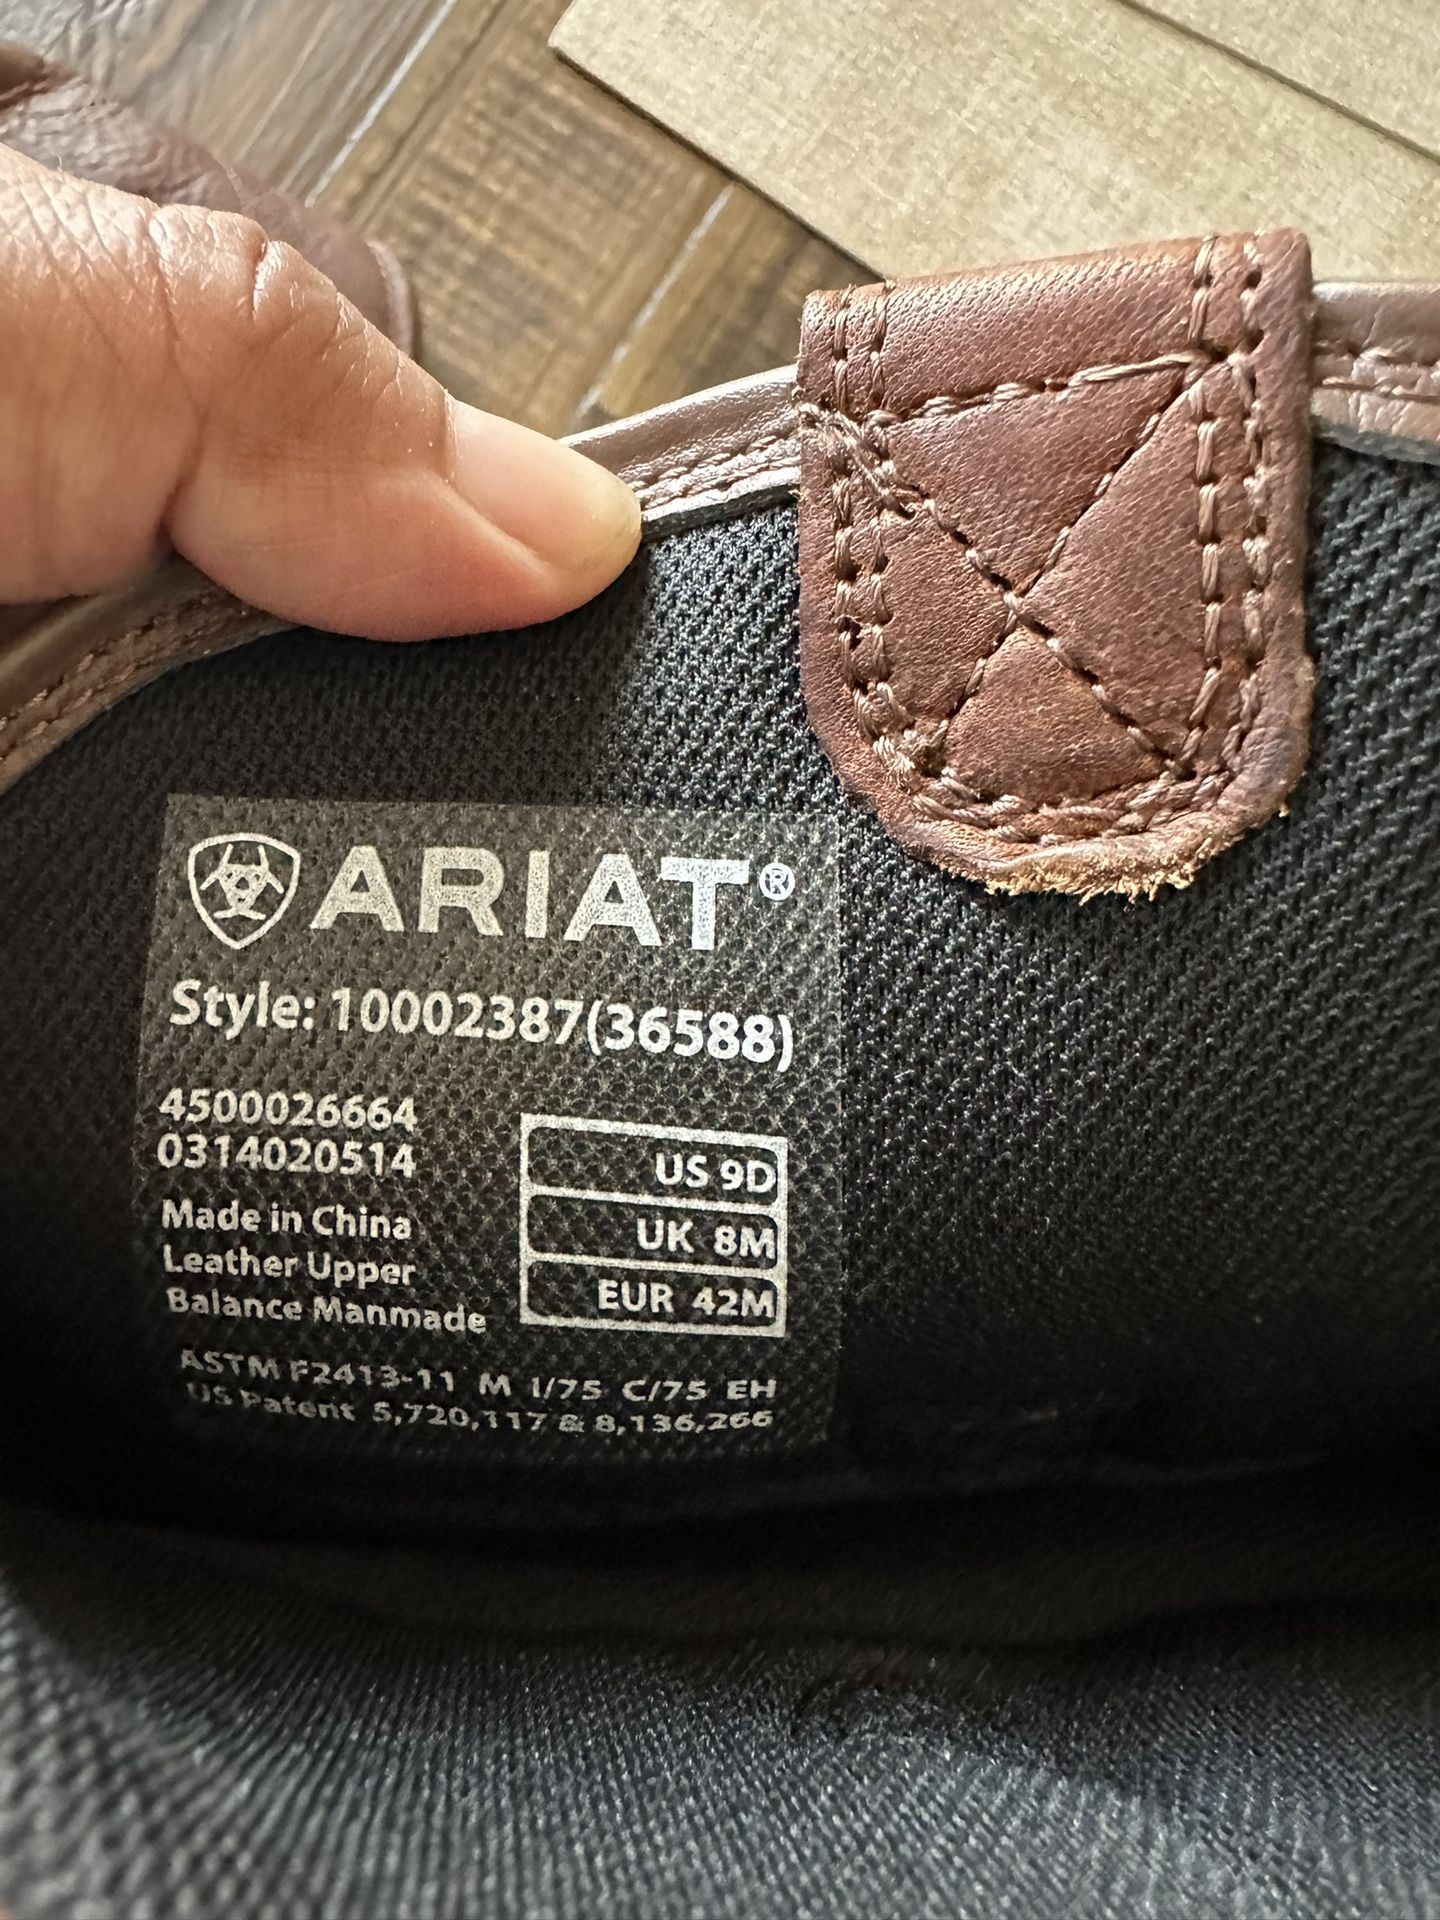 ARIAT®
Style: 10002387(36588)
4500026664
0314020514
Made in China
Leather Upper
Balance Manmade
US 9D
UK 8M
EUR 42M
ASTM F2413-11 M I/75 C/75 EH
US Patent 5,720,117 & 8,136,266